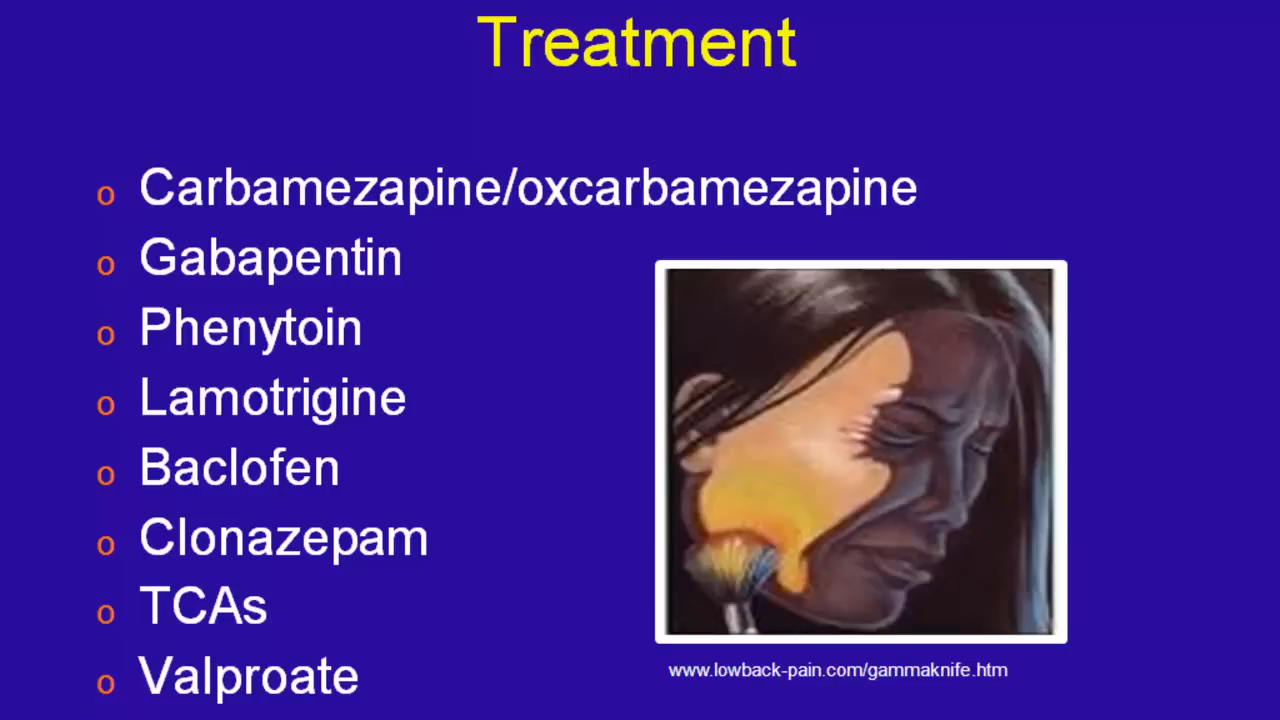 Treatment
o Carbamezapine/oxcarbamezapine
o Gabapentin
o Phenytoin
o Lamotrigine
o Baclofen
o Clonazepam
o TCAs
o Valproate
www.lowback-pain.com/gammaknife.htm